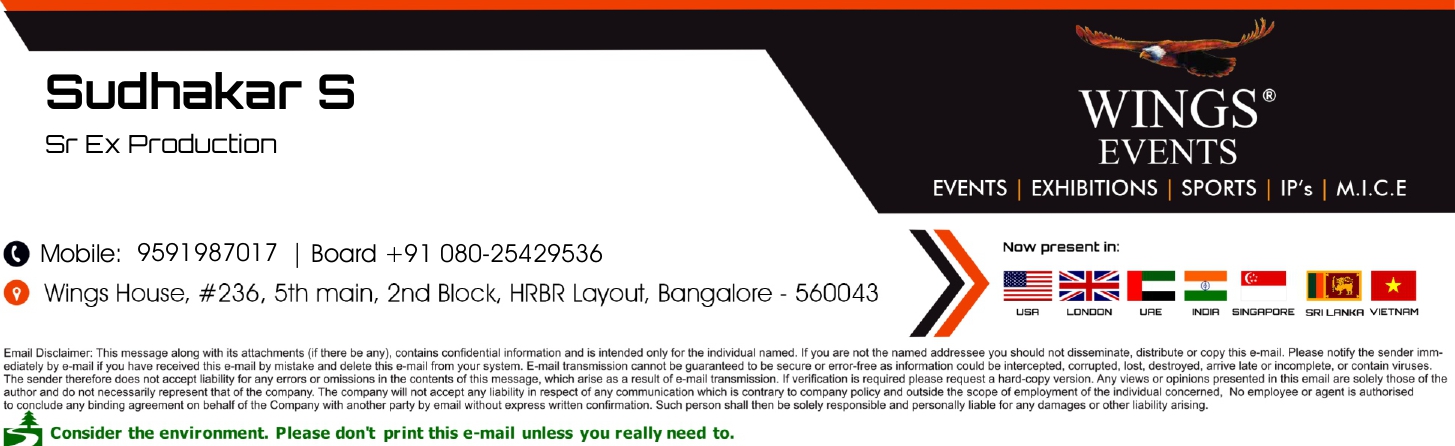 Sudhakar S
Sr Ex Production
WINGS®
EVENTS
EVENTS | EXHIBITIONS | SPORTS | IP's | M.I.C.E
Mobile: 9591987017 | Board +91 080-25429536
Wings House, #236, 5th main, 2nd Block, HRBR Layout, Bangalore - 560043
Now present in:
USA LONDON UAE INDIA SINGAPORE SRI LANKA VIETNAM
Email Disclaimer: This message along with its attachments (if there be any), contains confidential information and is intended only for the individual named. If you are not the named addressee you should not disseminate, distribute or copy this e-mail. Please notify the sender imm-
ediately by e-mail if you have received this e-mail by mistake and delete this e-mail from your system. E-mail transmission cannot be guaranteed to be secure or error-free as information could be intercepted, corrupted, lost, destroyed, arrive late or incomplete, or contain viruses.
The sender therefore does not accept liability for any errors or omissions in the contents of this message, which arise as a result of e-mail transmission. If verification is required please request a hard-copy version. Any views or opinions presented in this email are solely those of the
author and do not necessarily represent that of the company. The company will not accept any liability in respect of any communication which is contrary to company policy and outside the scope of employment of the individual concerned, No employee or agent is authorised
to conclude any binding agreement on behalf of the Company with another party by email without express written confirmation. Such person shall then be solely responsible and personally liable for any damages or other liability arising.
Consider the environment. Please don't print this e-mail unless you really need to.